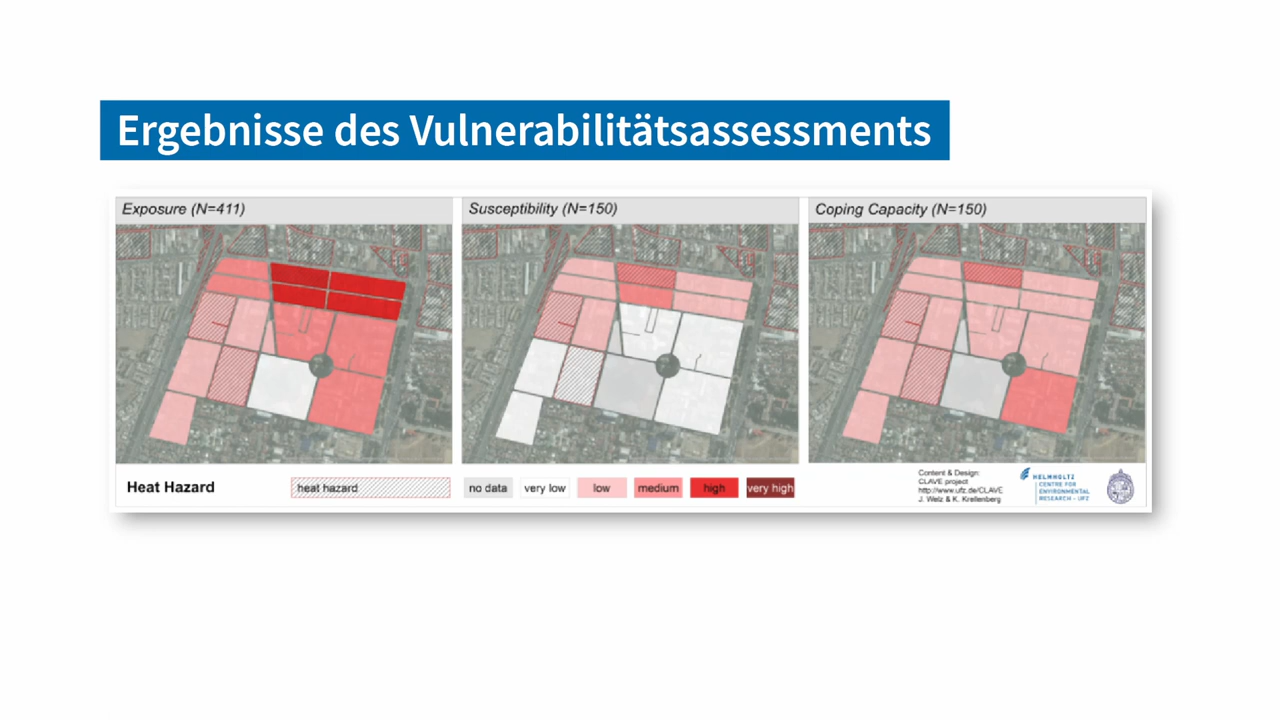 Ergebnisse des Vulnerabilitätsassessments
Exposure (N=411)
Susceptibility (N=150)
Coping Capacity (N=150)
Heat Hazard
heat hazard
no data
very low
low
medium
high
very high
Content & Design:
CLAVE project
http://www.ufz.de/CLAVE
J. Welz & K. Krellenberg
HELMHOLTZ
CENTRE FOR
ENVIRONMENTAL
RESEARCH - UFZ